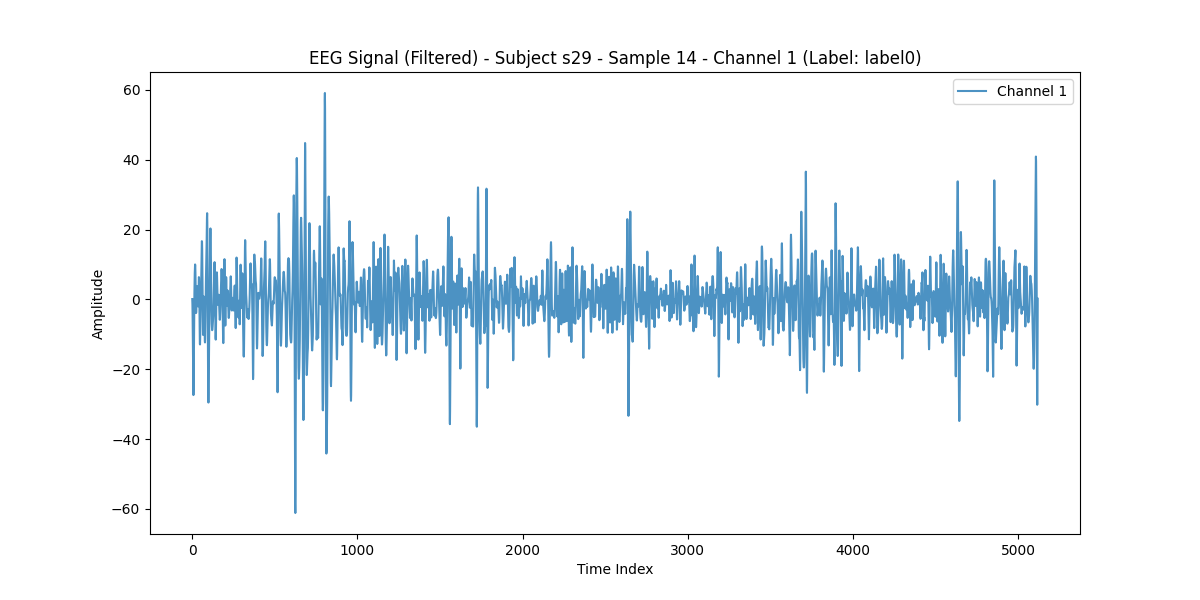 EEG Signal (Filtered) - Subject s29 - Sample 14 - Channel 1 (Label: label0)
Channel 1
60
40
20
0
−20
−40
−60
Amplitude
0 1000 2000 3000 4000 5000
Time Index